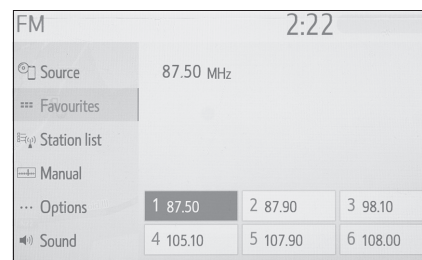 FM 2:22
Source
87.50 MHz
Favourites
Station list
Manual
Options
Sound
1 87.50
2 87.90
3 98.10
4 105.10
5 107.90
6 108.00